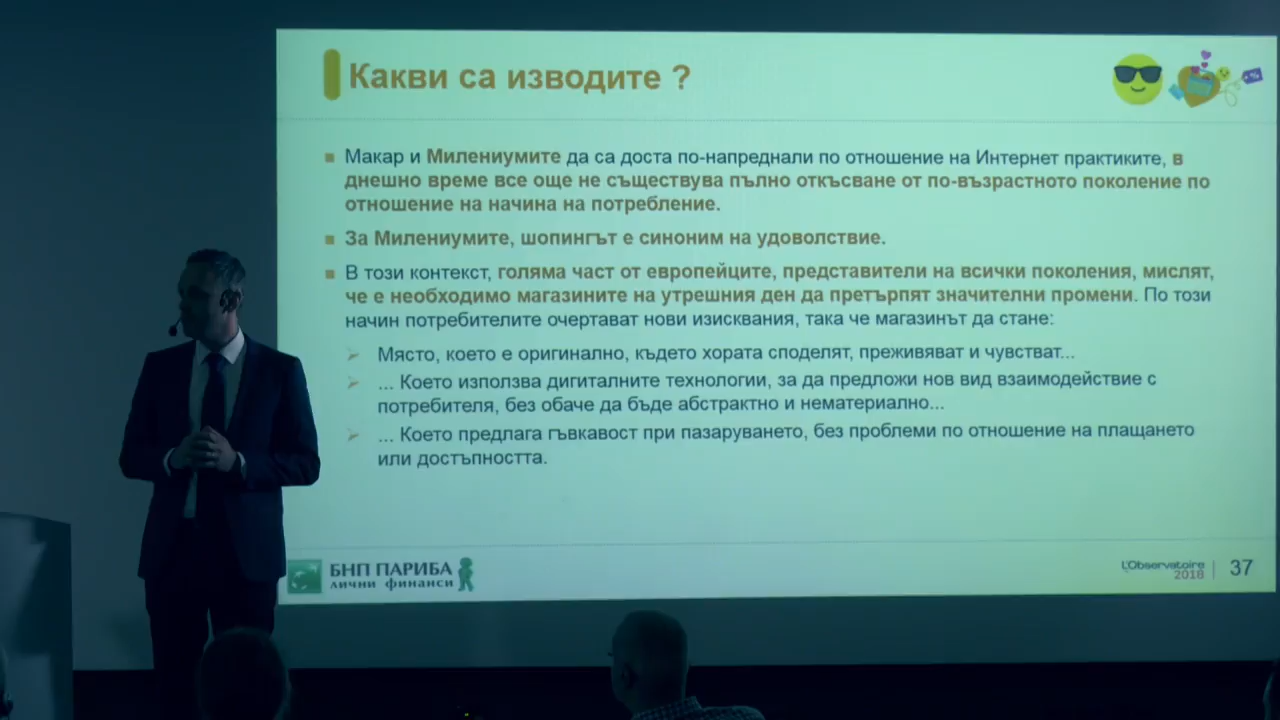 Какви са изводите ?
Макар и Милениумите да са доста по-напреднали по отношение на Интернет практиките, в
днешно време все още не съществува пълно откъсване от по-възрастното поколение по
отношение на начина на потребление.
За Милениумите, шопингът е синоним на удоволствие.
В този контекст, голяма част от европейците, представители на всички поколения, мислят,
че е необходимо магазините на утрешния ден да претърпят значителни промени. По този
начин потребителите очертават нови изисквания, така че магазинът да стане:
Място, което е оригинално, където хората споделят, преживяват и чувстват...
... Което използва дигиталните технологии, за да предложи нов вид взаимодействие с
потребителя, без обаче да бъде абстрактно и нематериално...
... Което предлага гъвкавост при пазаруването, без проблеми по отношение на плащането
или достъпността.
БНП ПАРИБА
лични финанси
L'Observatoire
2018
37